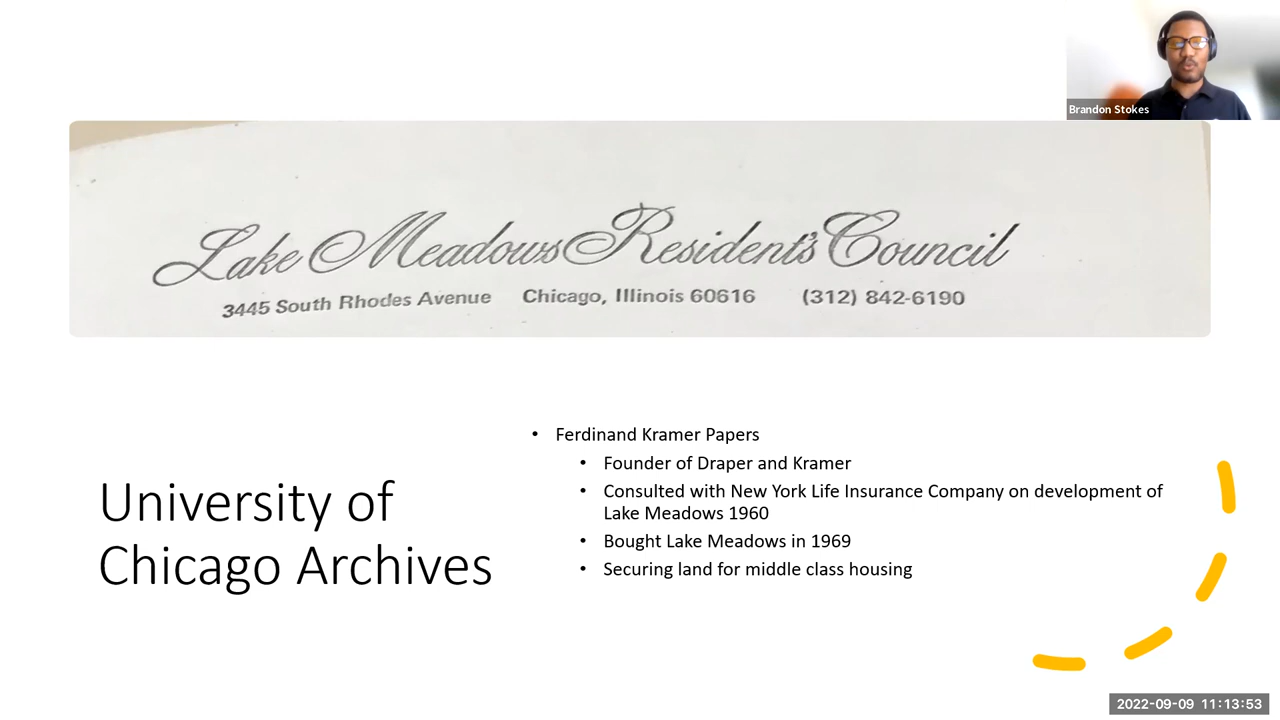 Brandon Stokes
Lake Meadows Resident's Council
3445 South Rhodes Avenue Chicago, Illinois 60616 (312) 842-6190
University of
Chicago Archives
• Ferdinand Kramer Papers
• Founder of Draper and Kramer
• Consulted with New York Life Insurance Company on development of
Lake Meadows 1960
• Bought Lake Meadows in 1969
• Securing land for middle class housing
2022-09-09 11:13:53